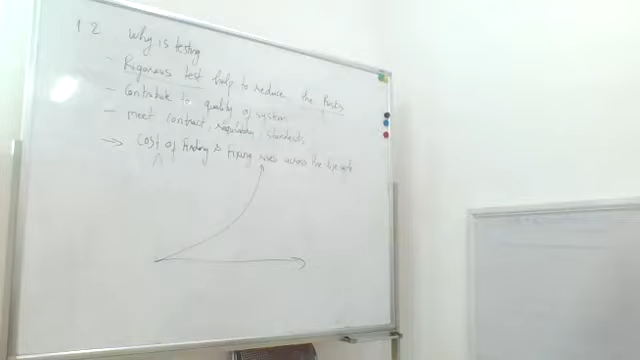 1 2 Why is testing
- Rigorous test help to reduce the Risks
- Contribute to quality of system
- meet contract, regulatory, standards
→ cost of Finding & Fixing rises across the life cycle